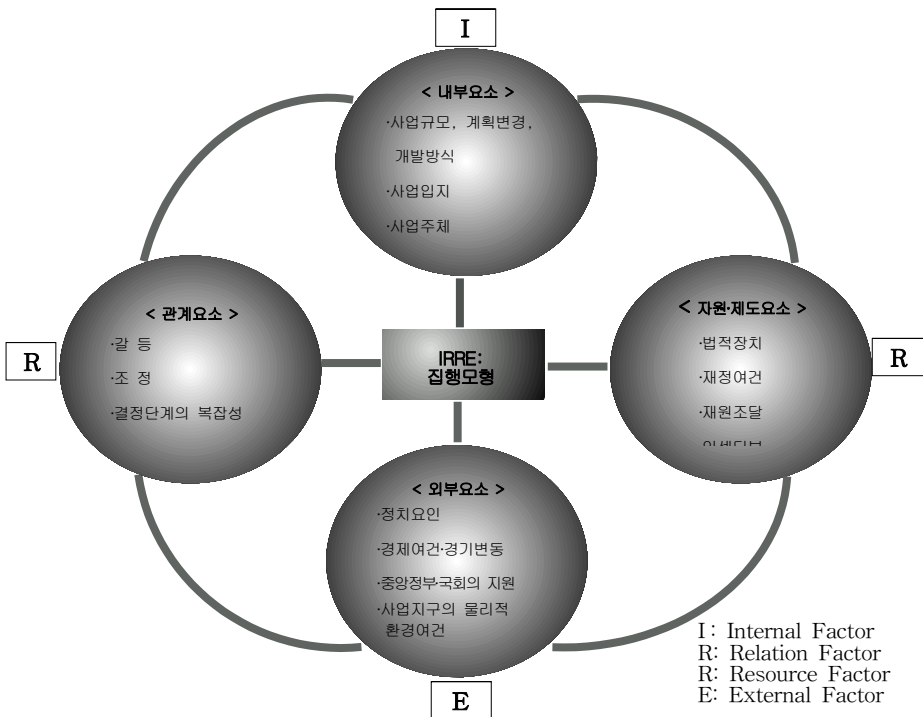 I
< 내부요소 >
·사업규모, 계획변경,
개발방식
·사업입지
·사업주체
R
< 관계요소 >
·갈 등
·조 정
·결정단계의 복잡성
IRRE:
집행모형
< 자원·제도요소 >
·법적장치
·재정여건
·재원조달
R
< 외부요소 >
·정치요인
·경제여건·경기변동
·중앙정부·국회의 지원
·사업지구의 물리적
환경여건
E
I: Internal Factor
R: Relation Factor
R: Resource Factor
E: External Factor